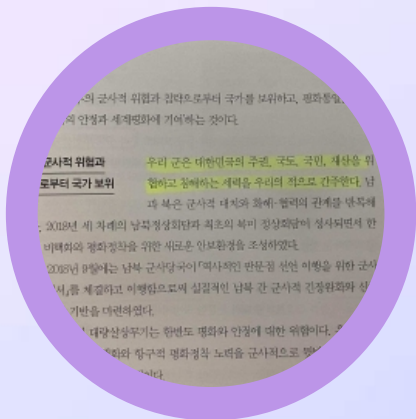 군사적 위협과 침략으로부터 국가를 보위하고, 평화통일
안정과 세계평화에 기여하는 것이다.
군사적 위협과
로부터 국가 보위
우리 군은 대한민국의 주권, 국토, 국민, 재산을 위
협하고 침해하는 세력을 우리의 적으로 간주한다. 남
과 북은 군사적 대치와 화해·협력의 관계를 반복해
2018년 세 차례의 남북정상회담과 최초의 북미 정상회담이 성사되면서 한
비핵화와 평화정착을 위한 새로운 안보환경을 조성하였다.
2018년 9월에는 남북 군사당국이 「역사적인 판문점 선언 이행을 위한 군사
」를 체결하고 이행함으로써 실질적인 남북 간 군사적 긴장완화와 신
기반을 마련하였다.
대량살상무기는 한반도 평화와 안정에 대한 위협이다.
항구적 평화정착 노력을 군사적으로